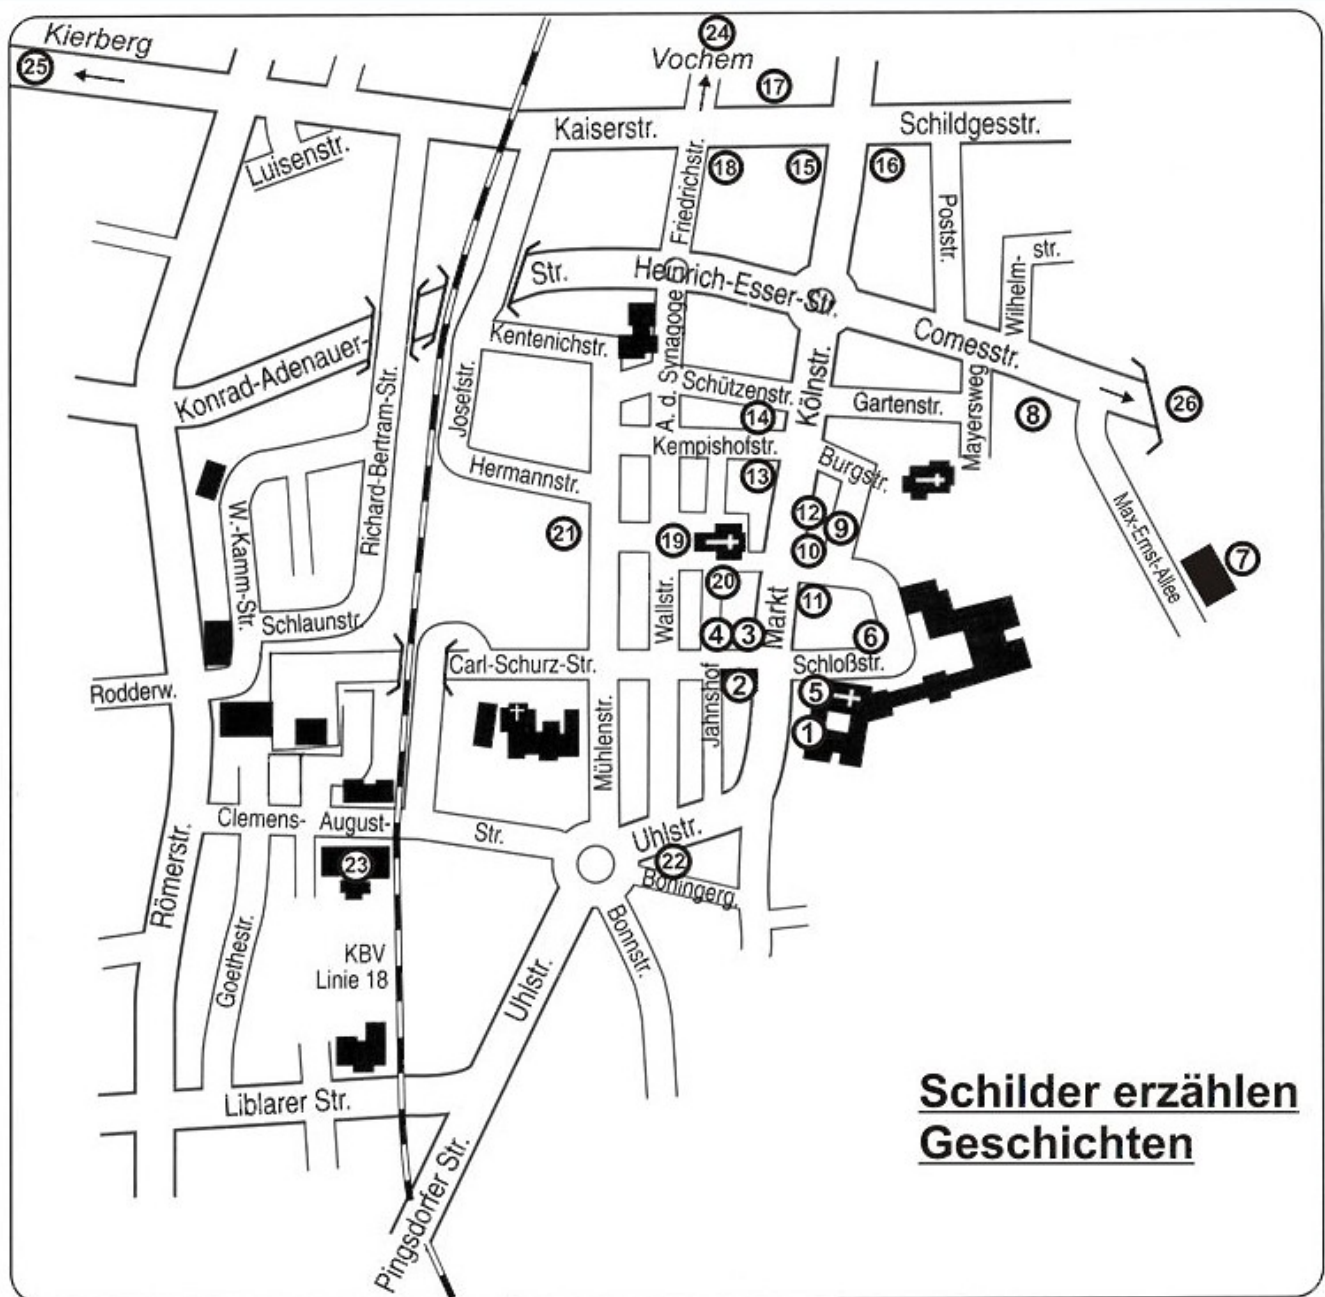 Kierberg
24
Vochem
25
17
Kaiserstr.
Schildgesstr.
Luisenstr.
Friedrichstr.
18
15
16
Poststr.
str.
Wilhelm-
Str.
Heinrich-Esser-Str.
Comesstr.
Kentenichstr.
A. d. Synagoge
Schützenstr.
Kölnstr.
Gartenstr.
Mayersweg
8
26
Konrad-Adenauer-
Richard-Bertram-Str.
Josefstr.
14
Kempishofstr.
Hermannstr.
13
Burgstr.
12
9
10
Max-Ernst-Allee
7
W.-Kamm-Str.
21
19
20
11
Wallstr.
Markt
Schlaunstr.
4
3
6
Carl-Schurz-Str.
Schloßstr.
Rodderw.
2
5
1
Jahnshof
Mühlenstr.
Clemens-
August-
Str.
Uhlstr.
22
Böningerg.
23
Römerstr.
Goethestr.
KBV
Linie 18
Uhlstr.
Bonnstr.
Liblarer Str.
Pingsdorfer Str.
Schilder erzählen
Geschichten